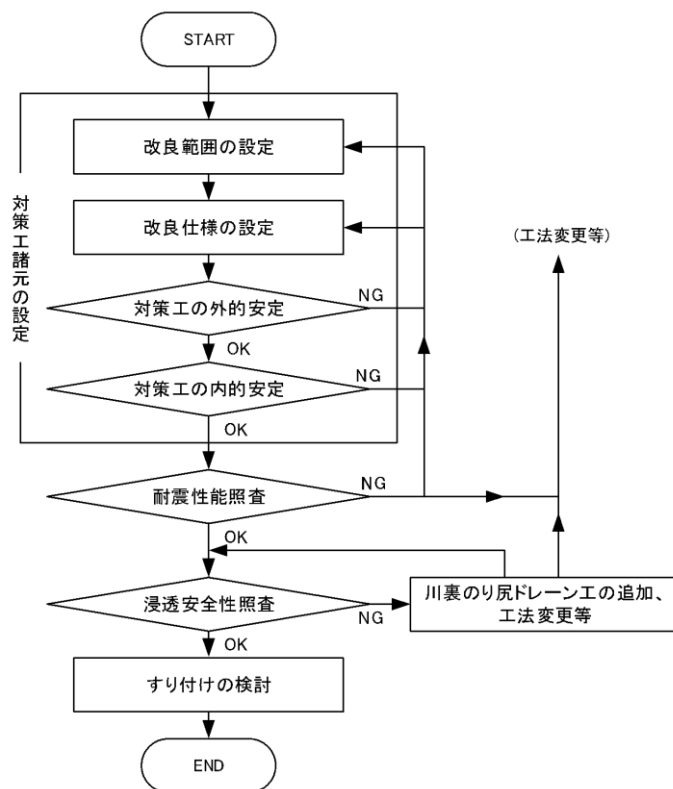 START
改良範囲の設定
対策工諸元の設定
改良仕様の設定
(工法変更等)
対策工の外的安定
NG
OK
対策工の内的安定
NG
OK
耐震性能照査
NG
OK
浸透安全性照査
NG
川裏のり尻ドレーン工の追加、
工法変更等
OK
すり付けの検討
END